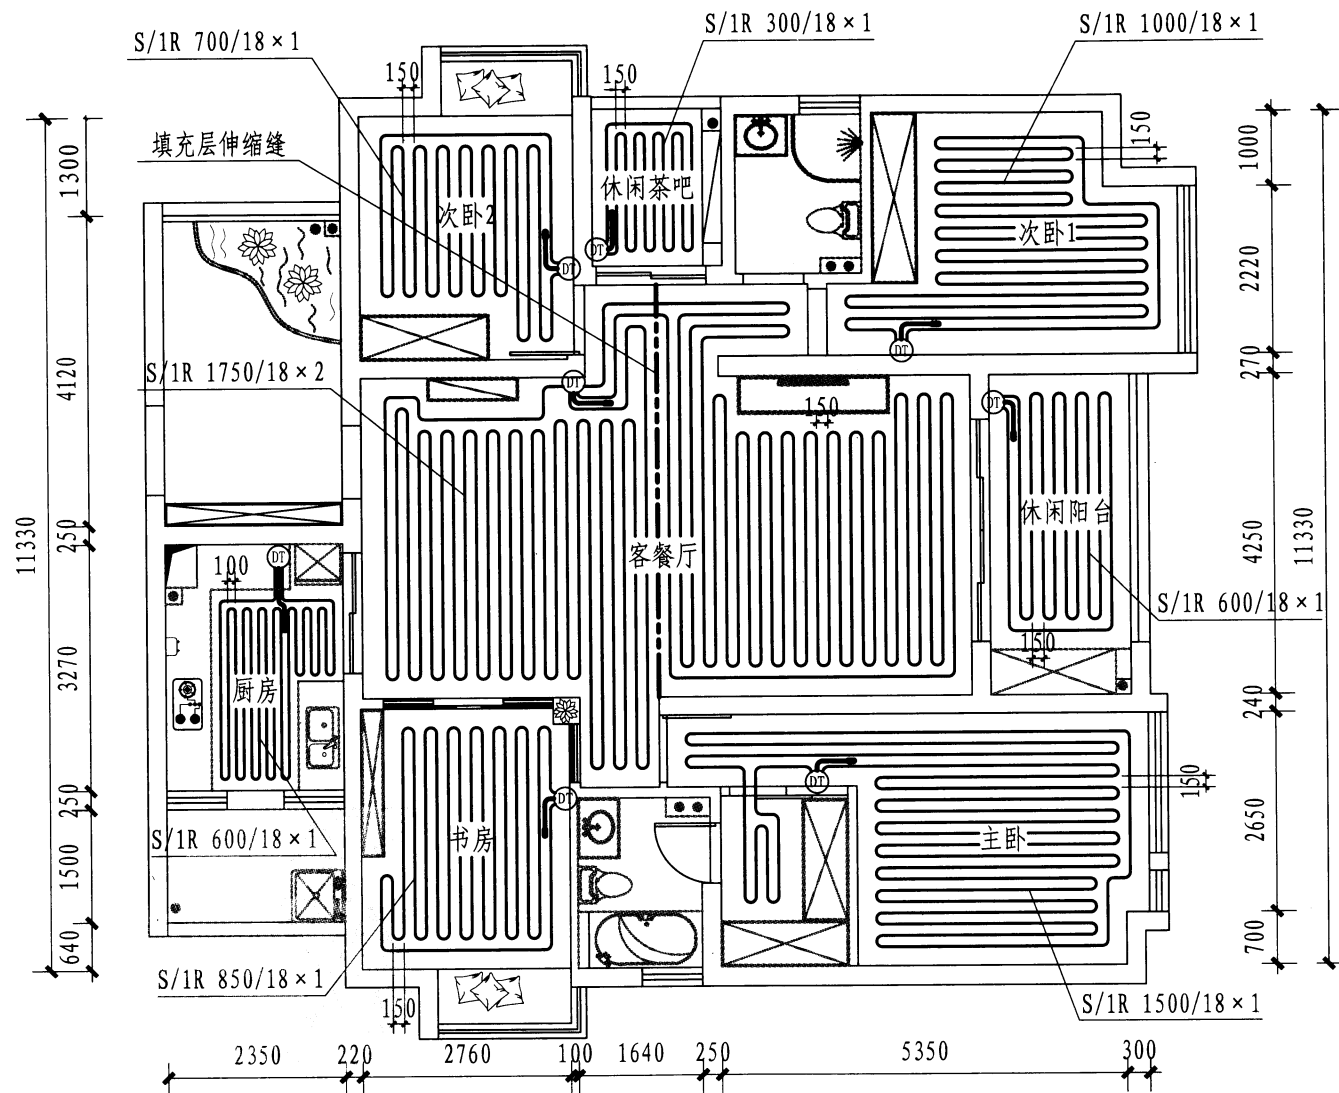 S/1R 300/18×1
S/1R 1000/18×1
S/1R 700/18×1
150
150
150
填充层伸缩缝
休闲茶吧
次卧2
次卧1
DT
DT
DT
S/1R 1750/18×2
DT
DT
150
休闲阳台
客餐厅
DT
100
S/1R 600/18×1
150
厨房
DT
DT
150
S/1R 600/18×1
书房
主卧
S/1R 850/18×1
150
S/1R 1500/18×1
11330
1300
4120
250
3270
250
1500
640
1000
2220
270
4250
240
2650
700
11330
2350
220
2760
100
1640
250
5350
300